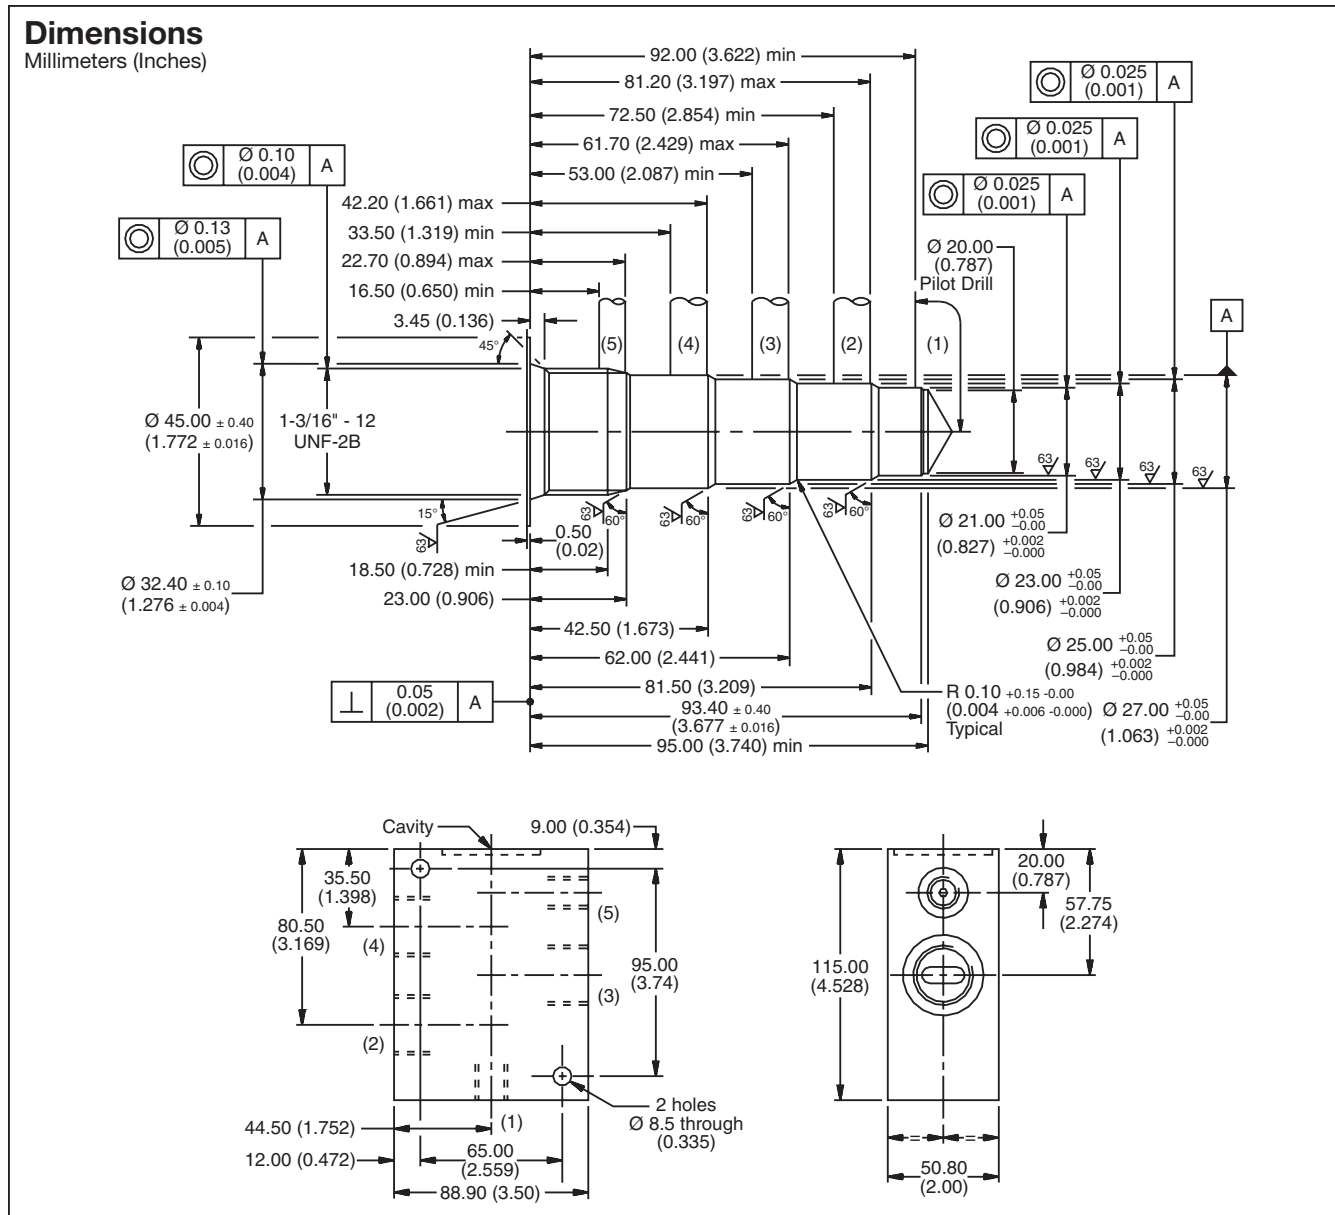 Dimensions
Millimeters (Inches)
92.00 (3.622) min
81.20 (3.197) max
72.50 (2.854) min
61.70 (2.429) max
53.00 (2.087) min
42.20 (1.661) max
33.50 (1.319) min
22.70 (0.894) max
16.50 (0.650) min
3.45 (0.136)
Ø 0.025
(0.001)
A
Ø 0.025
(0.001)
A
Ø 0.025
(0.001)
A
Ø 0.10
(0.004)
A
Ø 0.13
(0.005)
A
Ø 20.00
(0.787)
Pilot Drill
A
45°
(5)
(4)
(3)
(2)
(1)
Ø 45.00 ± 0.40
(1.772 ± 0.016)
1-3/16" - 12
UNF-2B
63
63
63
63
15°
63
63
60°
63
60°
63
60°
63
60°
0.50
(0.02)
Ø 21.00 +0.05 -0.00
(0.827) +0.002 -0.000
18.50 (0.728) min
Ø 32.40 ± 0.10
(1.276 ± 0.004)
23.00 (0.906)
Ø 23.00 +0.05 -0.00
(0.906) +0.002 -0.000
42.50 (1.673)
62.00 (2.441)
Ø 25.00 +0.05 -0.00
(0.984) +0.002 -0.000
81.50 (3.209)
⊥
0.05
(0.002)
A
R 0.10 +0.15 -0.00
(0.004 +0.006 -0.000)
Typical
93.40 ± 0.40
(3.677 ± 0.016)
Ø 27.00 +0.05 -0.00
(1.063) +0.002 -0.000
95.00 (3.740) min
Cavity
9.00 (0.354)
35.50
(1.398)
80.50
(3.169)
(4)
(2)
(5)
(3)
95.00
(3.74)
(1)
2 holes
Ø 8.5 through
(0.335)
44.50 (1.752)
12.00 (0.472)
65.00
(2.559)
88.90 (3.50)
20.00
(0.787)
57.75
(2.274)
115.00
(4.528)
=
=
50.80
(2.00)